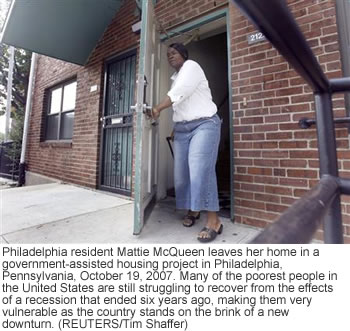 212
Philadelphia resident Mattie McQueen leaves her home in a
government-assisted housing project in Philadelphia,
Pennsylvania, October 19, 2007. Many of the poorest people in
the United States are still struggling to recover from the effects
of a recession that ended six years ago, making them very
vulnerable as the country stands on the brink of a new
downturn. (REUTERS/Tim Shaffer)